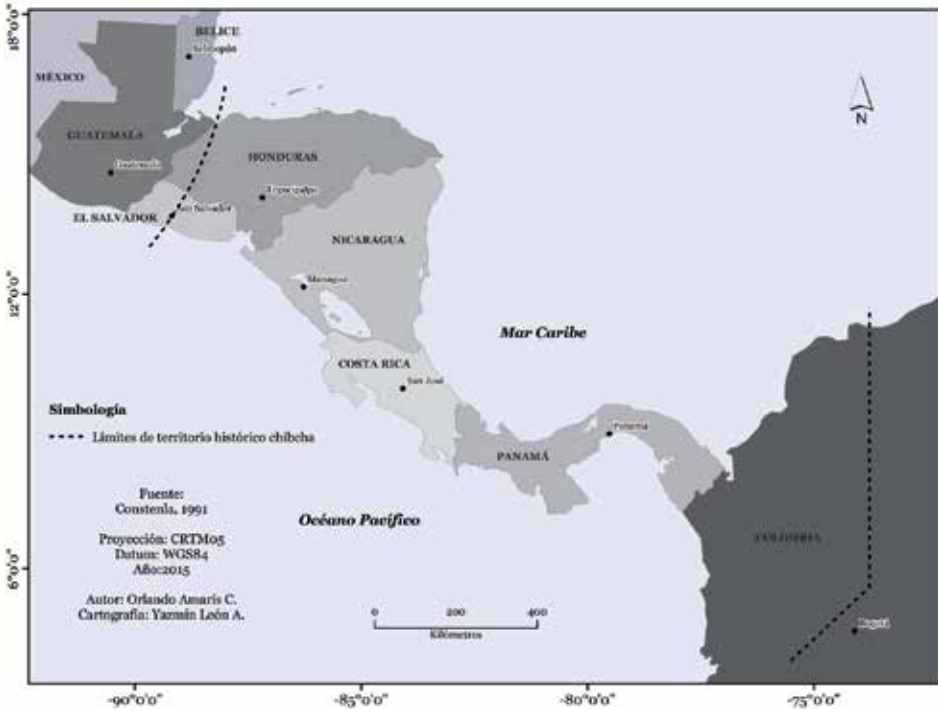 18°0'0"
BELICE
Belmopán
MÉXICO
N
GUATEMALA
Guatemala
HONDURAS
Tegucigalpa
EL SALVADOR
San Salvador
NICARAGUA
12°0'0"
Managua
Mar Caribe
COSTA RICA
San José
Simbología
Límites de territorio histórico chibcha
Panamá
PANAMÁ
Fuente:
Constenla, 1991
Océano Pacífico
COLOMBIA
Proyección: CRTM05
Datum: WGS84
Año:2015
6°0'0"
Autor: Orlando Amaris C.
Cartografía: Yazmín León A.
0 200 400
Kilómetros
Bogotá
-90°0'0" -85°0'0" -80°0'0" -75°0'0"